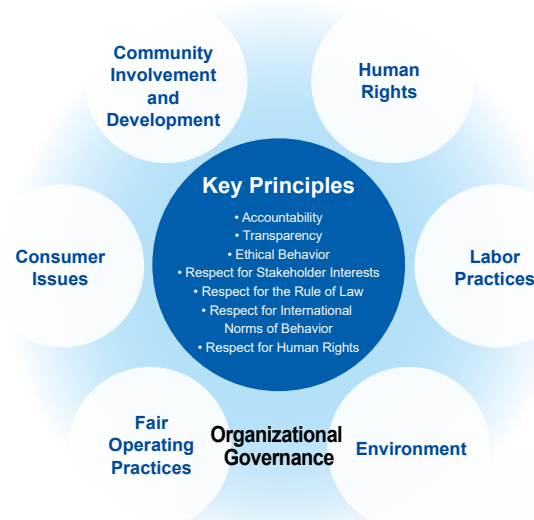 Community
Involvement
and
Development
Human
Rights
Key Principles
• Accountability
• Transparency
• Ethical Behavior
• Respect for Stakeholder Interests
• Respect for the Rule of Law
• Respect for International
Norms of Behavior
• Respect for Human Rights
Consumer
Issues
Labor
Practices
Fair
Operating
Practices
Organizational
Governance
Environment